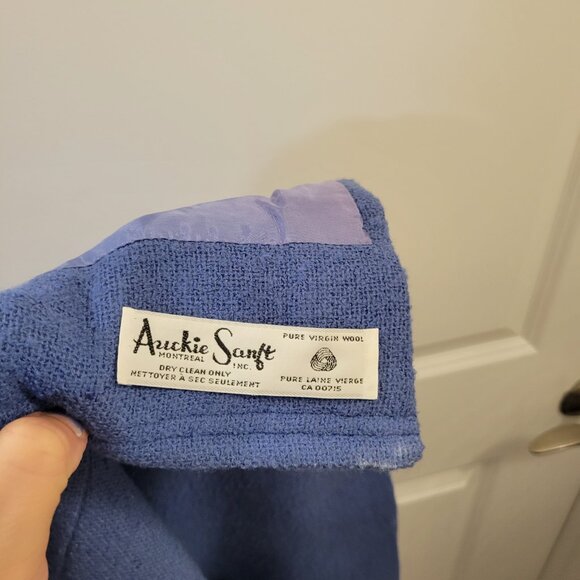 Auckie Sanft
MONTREAL INC.
DRY CLEAN ONLY
NETTOYER À SEC SEULEMENT
PURE VIRGIN WOOL
PURE LAINE VIERGE
CA 00715